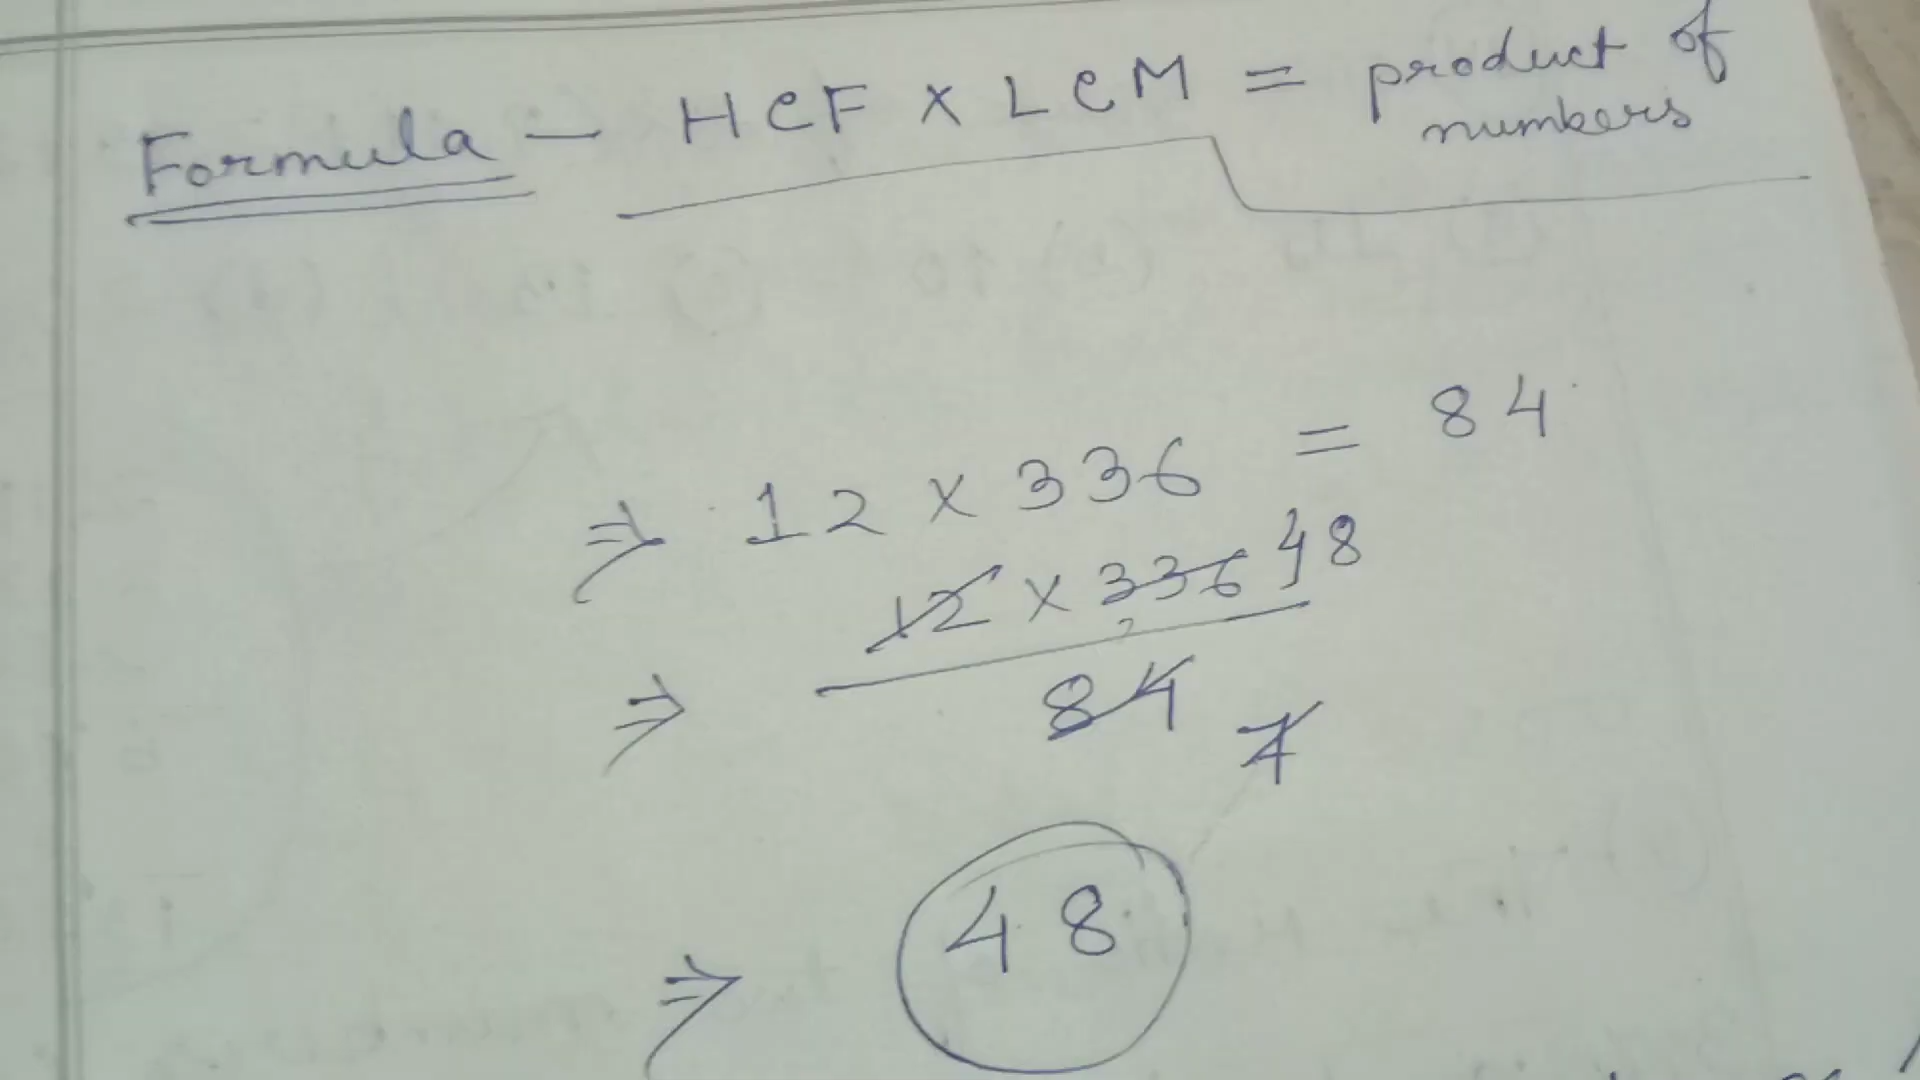 Formula — HCF × LCM = product of
numbers
⇒ 12 × 336 = 84
12 × 336 48
⇒ 84 7
⇒ 48